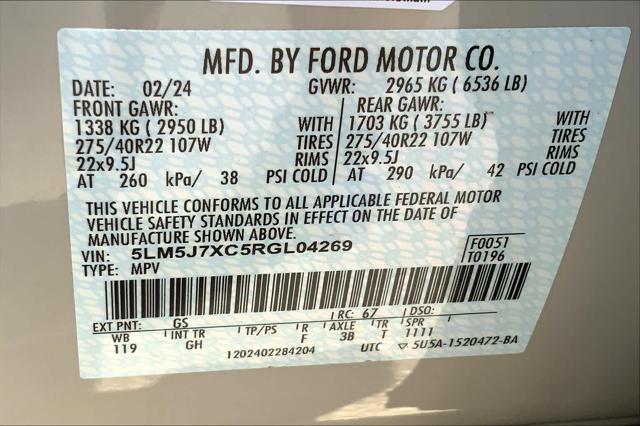 MFD. BY FORD MOTOR CO.
DATE: 02/24 GVWR: 2965 KG ( 6536 LB)
FRONT GAWR: REAR GAWR:
1338 KG ( 2950 LB) WITH 1703 KG ( 3755 LB) WITH
275/40R22 107W TIRES 275/40R22 107W TIRES
22x9.5J RIMS 22x9.5J RIMS
AT 260 kPa/ 38 PSI COLD AT 290 kPa/ 42 PSI COLD
THIS VEHICLE CONFORMS TO ALL APPLICABLE FEDERAL MOTOR
VEHICLE SAFETY STANDARDS IN EFFECT ON THE DATE OF
MANUFACTURE SHOWN ABOVE.
VIN: 5LM5J7XC5RGL04269 F0051
TYPE: MPV T0196
EXT PNT: GS RC: 67 DSO:
WB INT TR TP/PS R AXLE TR SPR
119 GH F 3B T 1111
1202402284204 UTC 5U5A-1520472-BA